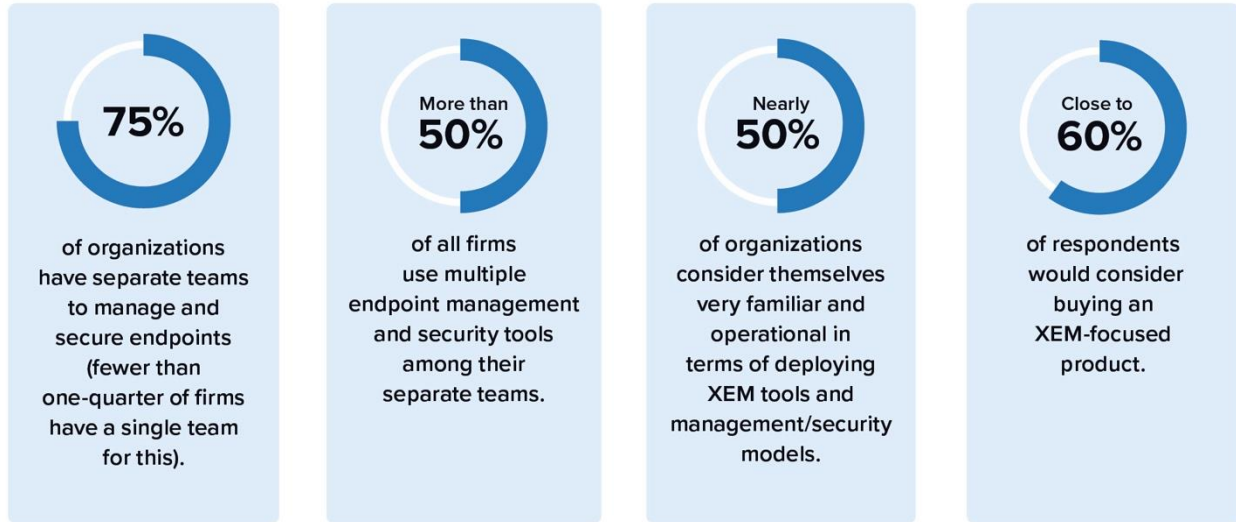 75%
of organizations
have separate teams
to manage and
secure endpoints
(fewer than
one-quarter of firms
have a single team
for this).
More than
50%
of all firms
use multiple
endpoint management
and security tools
among their
separate teams.
Nearly
50%
of organizations
consider themselves
very familiar and
operational in
terms of deploying
XEM tools and
management/security
models.
Close to
60%
of respondents
would consider
buying an
XEM-focused
product.